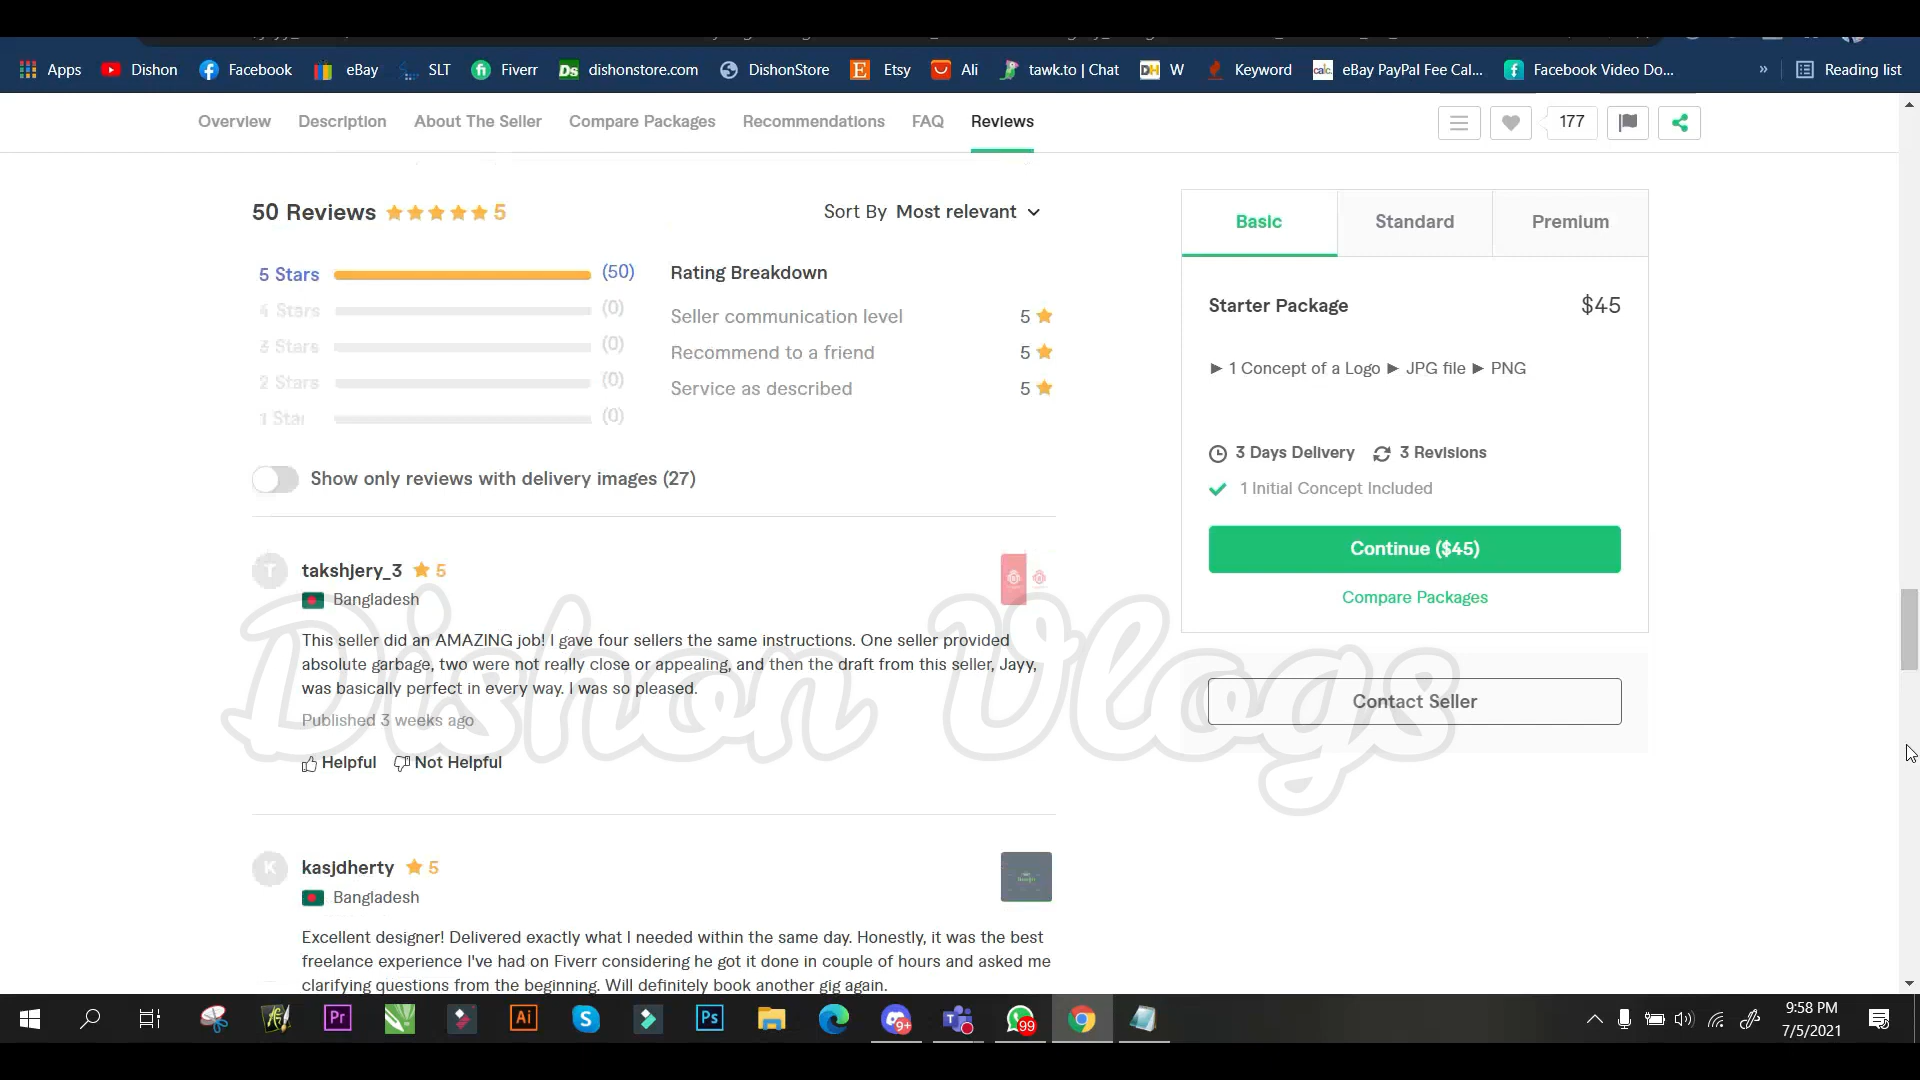 Apps Dishon Facebook eBay SLT Fiverr dishonstore.com DishonStore Etsy Ali tawk.to | Chat W Keyword eBay PayPal Fee Cal... Facebook Video Do... » Reading list
Overview Description About The Seller Compare Packages Recommendations FAQ Reviews 177
50 Reviews 5
Sort By Most relevant
5 Stars (50)
4 Stars (0)
3 Stars (0)
2 Stars (0)
1 Star (0)
Rating Breakdown
Seller communication level 5
Recommend to a friend 5
Service as described 5
Show only reviews with delivery images (27)
T takshjery_3 5
Bangladesh
This seller did an AMAZING job! I gave four sellers the same instructions. One seller provided
absolute garbage, two were not really close or appealing, and then the draft from this seller, Jayy,
was basically perfect in every way. I was so pleased.
Published 3 weeks ago
Helpful Not Helpful
K kasjdherty 5
Bangladesh
Excellent designer! Delivered exactly what I needed within the same day. Honestly, it was the best
freelance experience I've had on Fiverr considering he got it done in couple of hours and asked me
clarifying questions from the beginning. Will definitely book another gig again.
Basic Standard Premium
Starter Package $45
► 1 Concept of a Logo ► JPG file ► PNG
3 Days Delivery 3 Revisions
1 Initial Concept Included
Continue ($45)
Compare Packages
Contact Seller
Dishon Vlogs
9:58 PM
7/5/2021